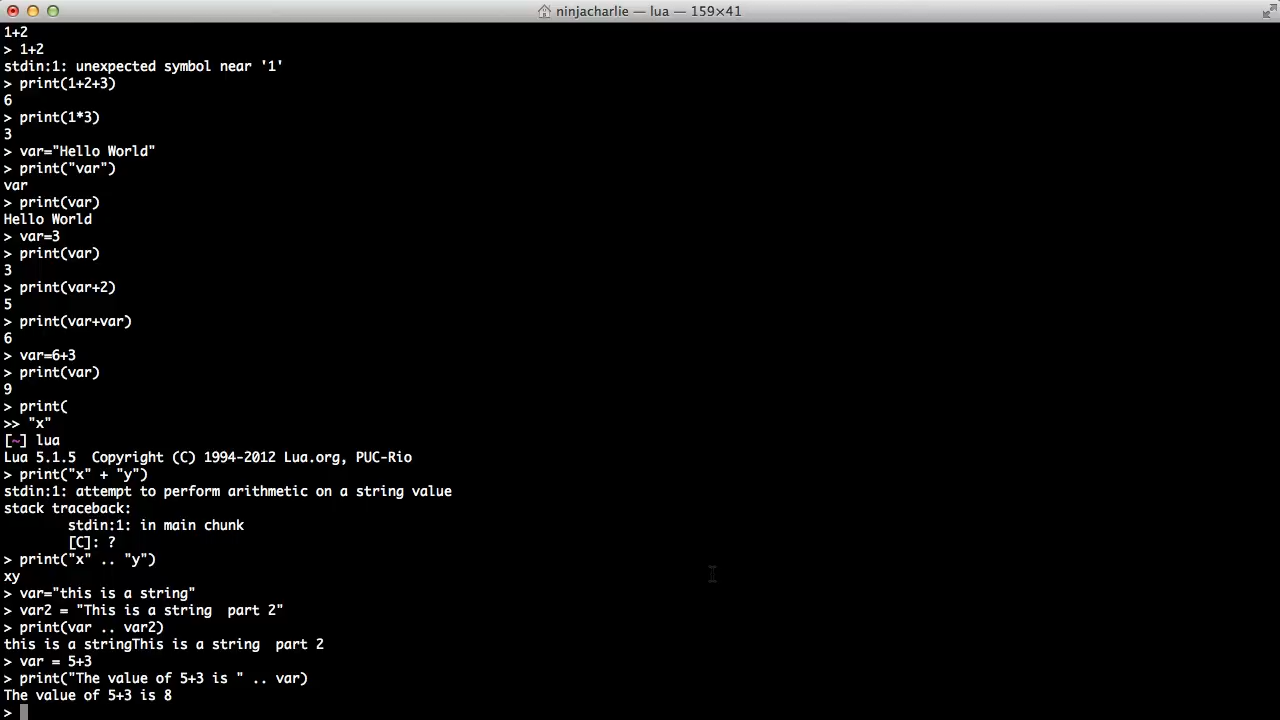 ninjacharlie — lua — 159×41
1+2
> 1+2
stdin:1: unexpected symbol near '1'
> print(1+2+3)
6
> print(1*3)
3
> var="Hello World"
> print("var")
var
> print(var)
Hello World
> var=3
> print(var)
3
> print(var+2)
5
> print(var+var)
6
> var=6+3
> print(var)
9
> print(
>> "x"
[~] lua
Lua 5.1.5  Copyright (C) 1994-2012 Lua.org, PUC-Rio
> print("x" + "y")
stdin:1: attempt to perform arithmetic on a string value
stack traceback:
        stdin:1: in main chunk
        [C]: ?
> print("x" .. "y")
xy
> var="this is a string"
> var2 = "This is a string  part 2"
> print(var .. var2)
this is a stringThis is a string  part 2
> var = 5+3
> print("The value of 5+3 is " .. var)
The value of 5+3 is 8
>